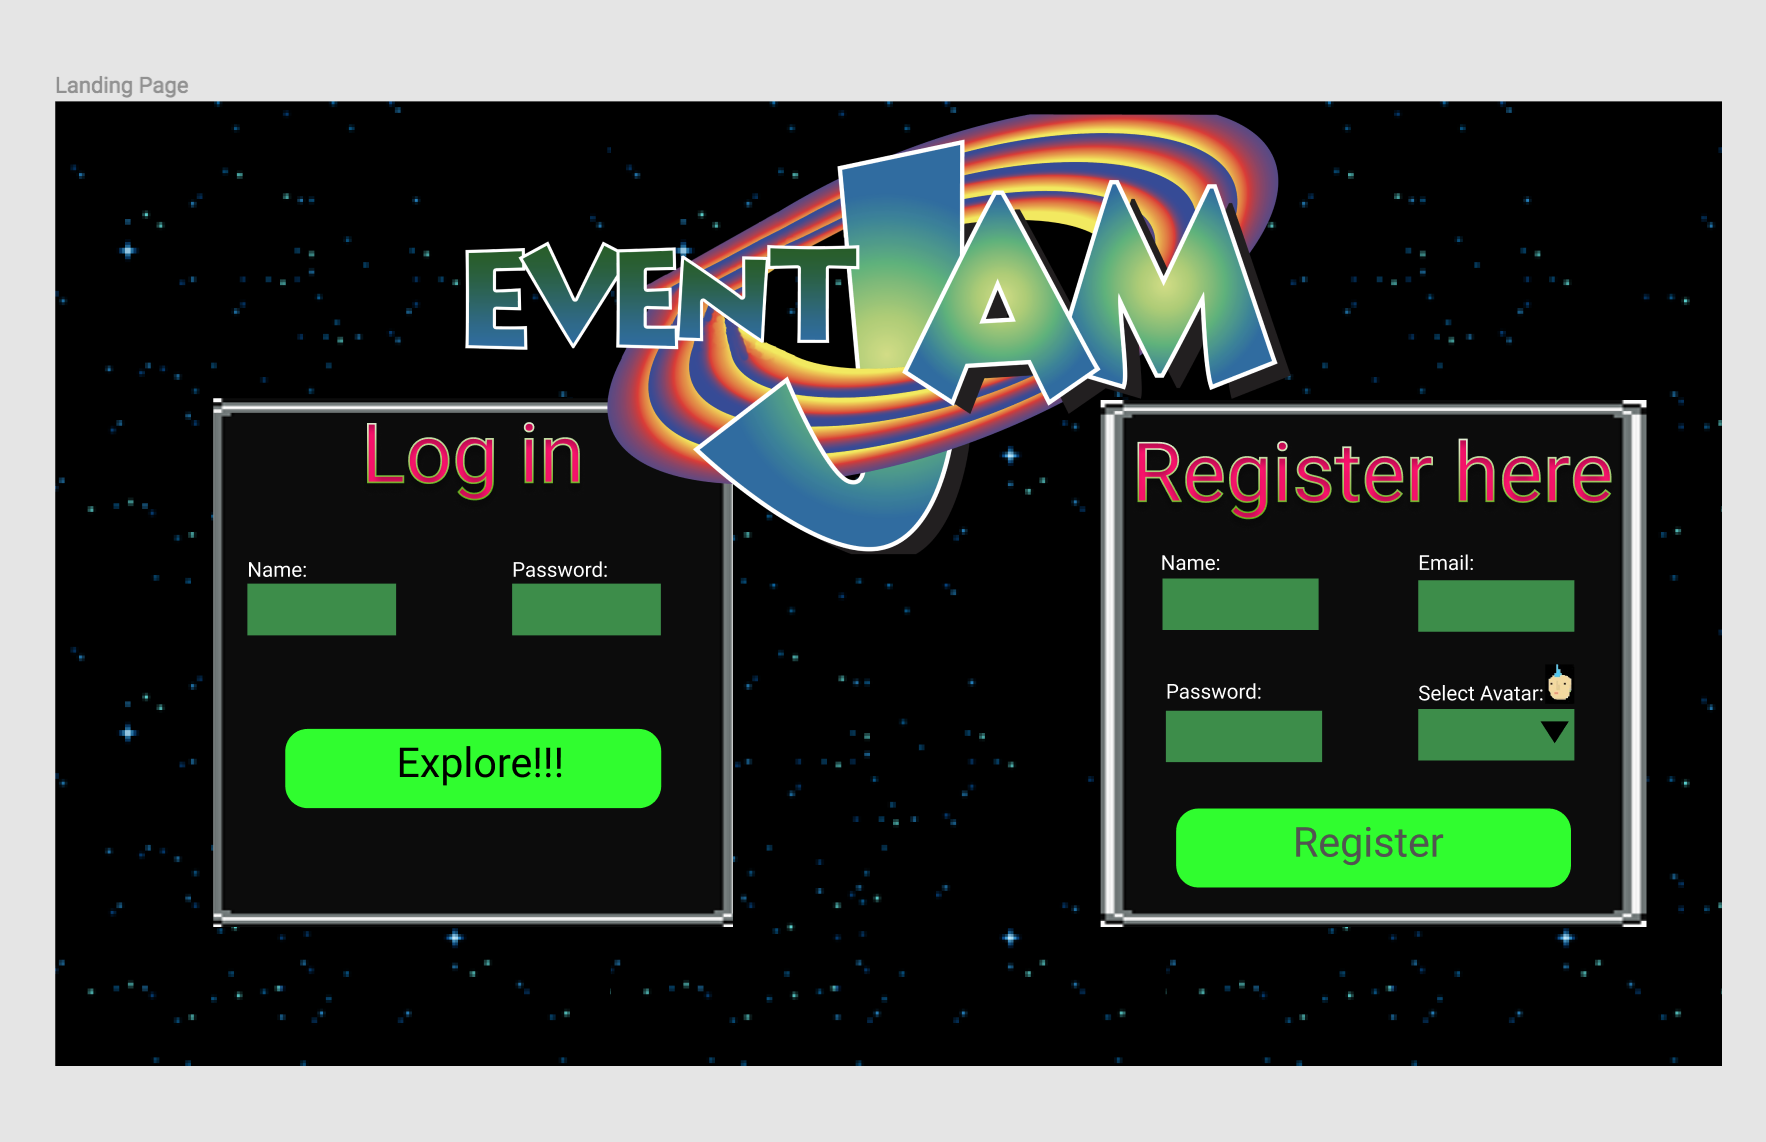 Landing Page
EVENT JAM
Log in
Name:
Password:
Explore!!!
Register here
Name:
Email:
Password:
Select Avatar:
Register